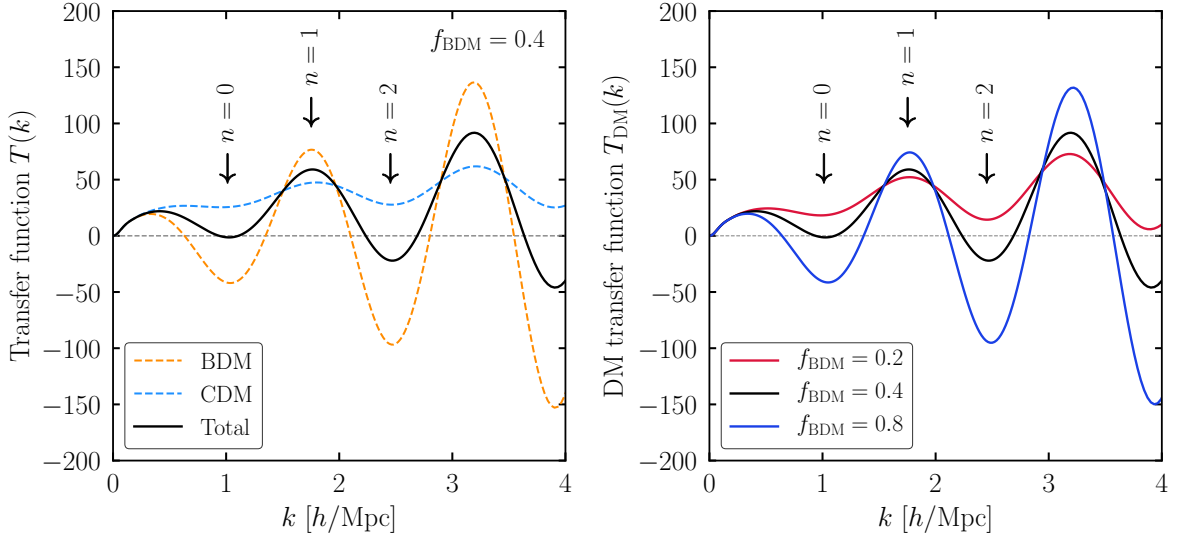 Transfer function T(k)
200
150
100
50
0
−50
−100
−150
−200
f_BDM = 0.4
n = 0
n = 1
n = 2
BDM
CDM
Total
0
1
2
3
4
k [h/Mpc]
DM transfer function T_DM(k)
200
150
100
50
0
−50
−100
−150
−200
n = 0
n = 1
n = 2
f_BDM = 0.2
f_BDM = 0.4
f_BDM = 0.8
0
1
2
3
4
k [h/Mpc]